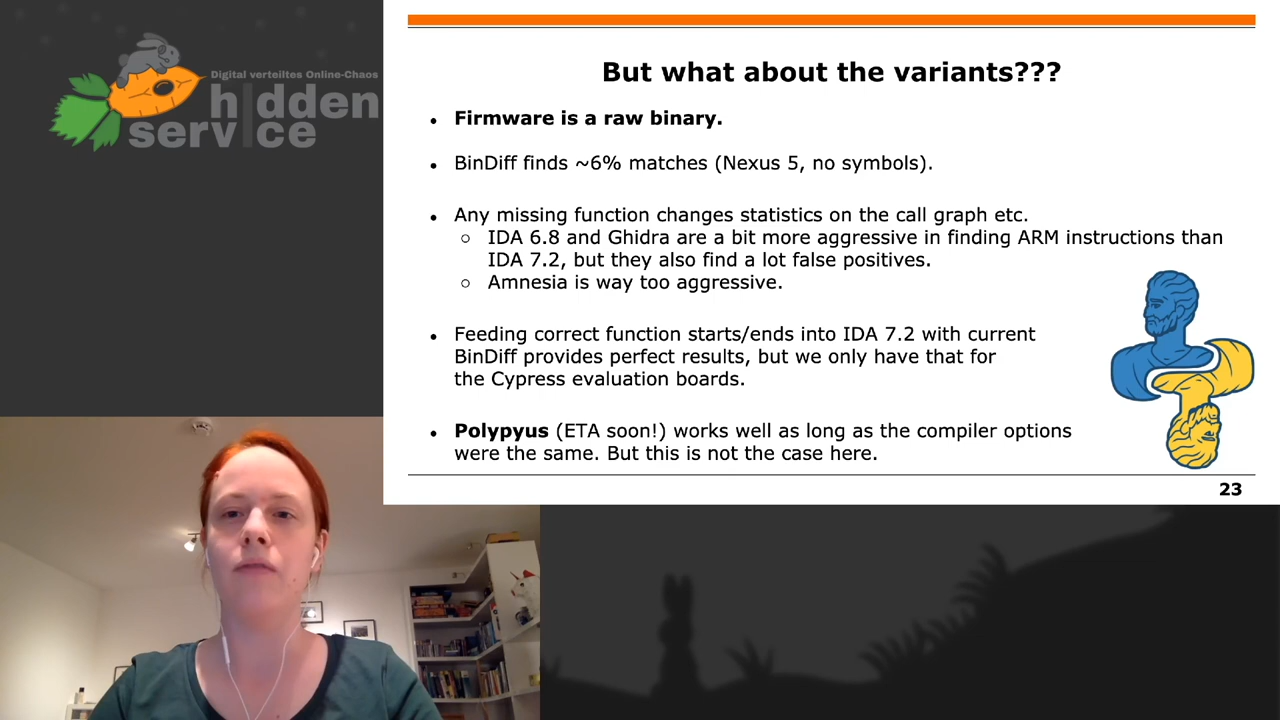 Digital verteiltes Online-Chaos
h|dden
serv|ce
But what about the variants???
• Firmware is a raw binary.
• BinDiff finds ~6% matches (Nexus 5, no symbols).
• Any missing function changes statistics on the call graph etc.
○ IDA 6.8 and Ghidra are a bit more aggressive in finding ARM instructions than
IDA 7.2, but they also find a lot false positives.
○ Amnesia is way too aggressive.
• Feeding correct function starts/ends into IDA 7.2 with current
BinDiff provides perfect results, but we only have that for
the Cypress evaluation boards.
• Polypyus (ETA soon!) works well as long as the compiler options
were the same. But this is not the case here.
23